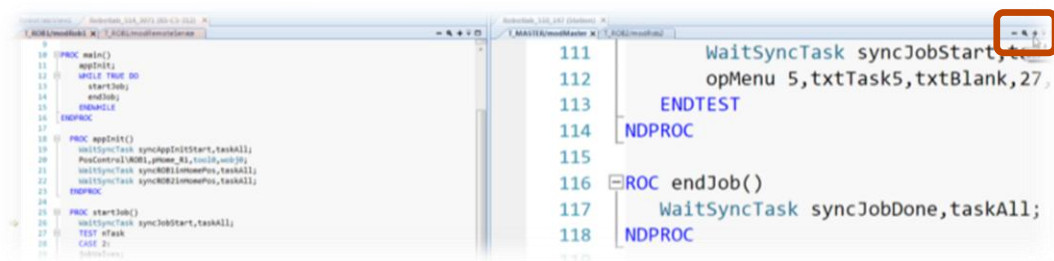 RobotLab_510_147 (Station)
T_ROB1/modRob1 T_ROB1/modRemoteService
9
10 PROC main()
11 appInit;
12 WHILE TRUE DO
13 startJob;
14 endJob;
15 ENDWHILE
16 ENDPROC
17
18 PROC appInit()
19 WaitSyncTask syncAppInitStart,taskAll;
20 PosControl\ROB1,pHome_R1,tool0,wobj0;
21 WaitSyncTask syncROB1inHomePos,taskAll;
22 WaitSyncTask syncROB2inHomePos,taskAll;
23 ENDPROC
24
25 PROC startJob()
26 WaitSyncTask syncJobStart,taskAll;
27 TEST nTask
28 CASE 2:
T_MASTER/modMaster T_ROB2/modRob2
111 WaitSyncTask syncJobStart,t
112 opMenu 5,txtTask5,txtBlank,27,
113 ENDTEST
114 NDPROC
115
116 ROC endJob()
117 WaitSyncTask syncJobDone,taskAll;
118 NDPROC